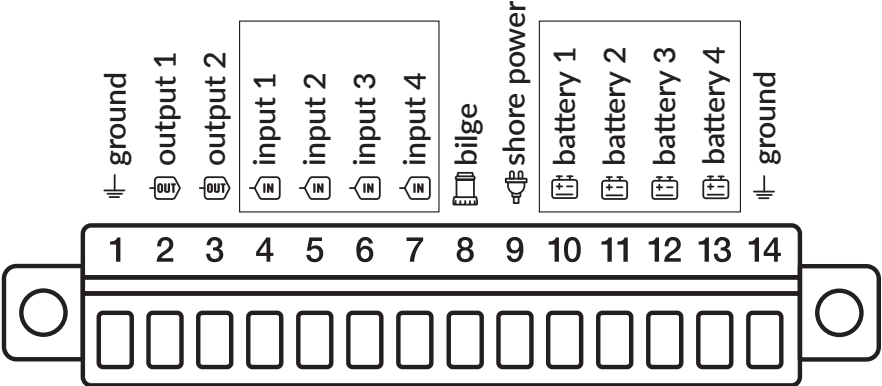 ground
output 1
output 2
input 1
input 2
input 3
input 4
bilge
shore power
battery 1
battery 2
battery 3
battery 4
ground
OUT
OUT
IN
IN
IN
IN
1 2 3 4 5 6 7 8 9 10 11 12 13 14